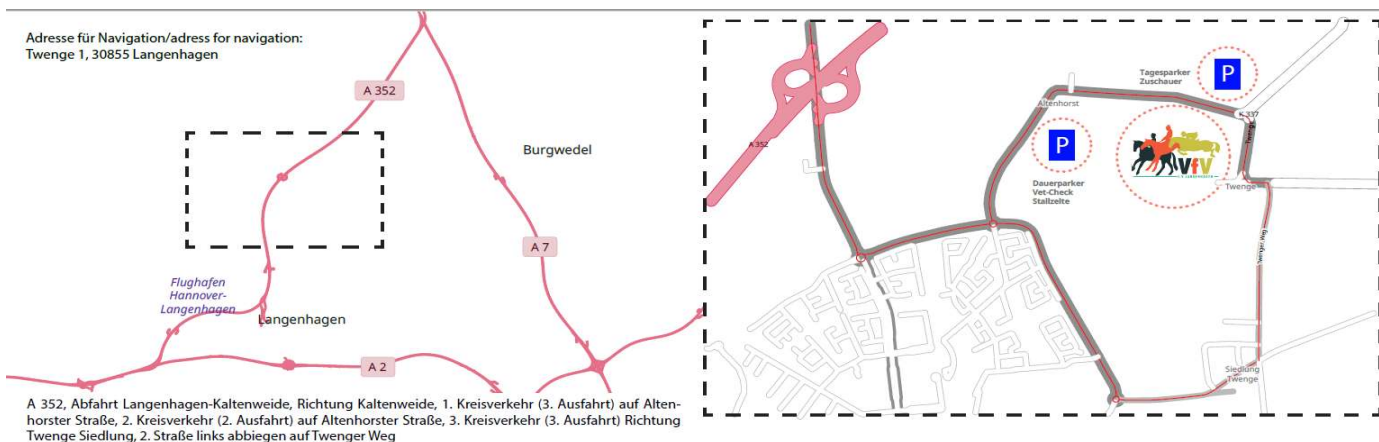 Adresse für Navigation/adress for navigation:
Twenge 1, 30855 Langenhagen
A 352
Burgwedel
A 7
Flughafen
Hannover-
Langenhagen
Langenhagen
A 2
A 352, Abfahrt Langenhagen-Kaltenweide, Richtung Kaltenweide, 1. Kreisverkehr (3. Ausfahrt) auf Alten-
horster Straße, 2. Kreisverkehr (2. Ausfahrt) auf Altenhorster Straße, 3. Kreisverkehr (3. Ausfahrt) Richtung
Twenge Siedlung, 2. Straße links abbiegen auf Twenger Weg
A 352
Tagesparker
Zuschauer
P
Altenhorst
K 337
Twenge
P
VfV
Dauerparker
Vet-Check
Stallzelte
Twenge
Twenger Weg
Siedlung
Twenge